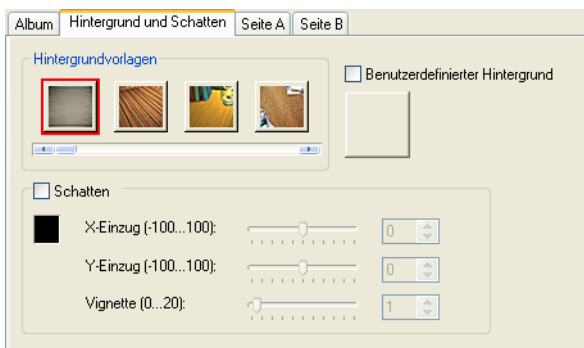 Album Hintergrund und Schatten Seite A Seite B
Hintergrundvorlagen
Benutzerdefinierter Hintergrund
Schatten
X-Einzug (-100...100): 0
Y-Einzug (-100...100): 0
Vignette (0...20): 1